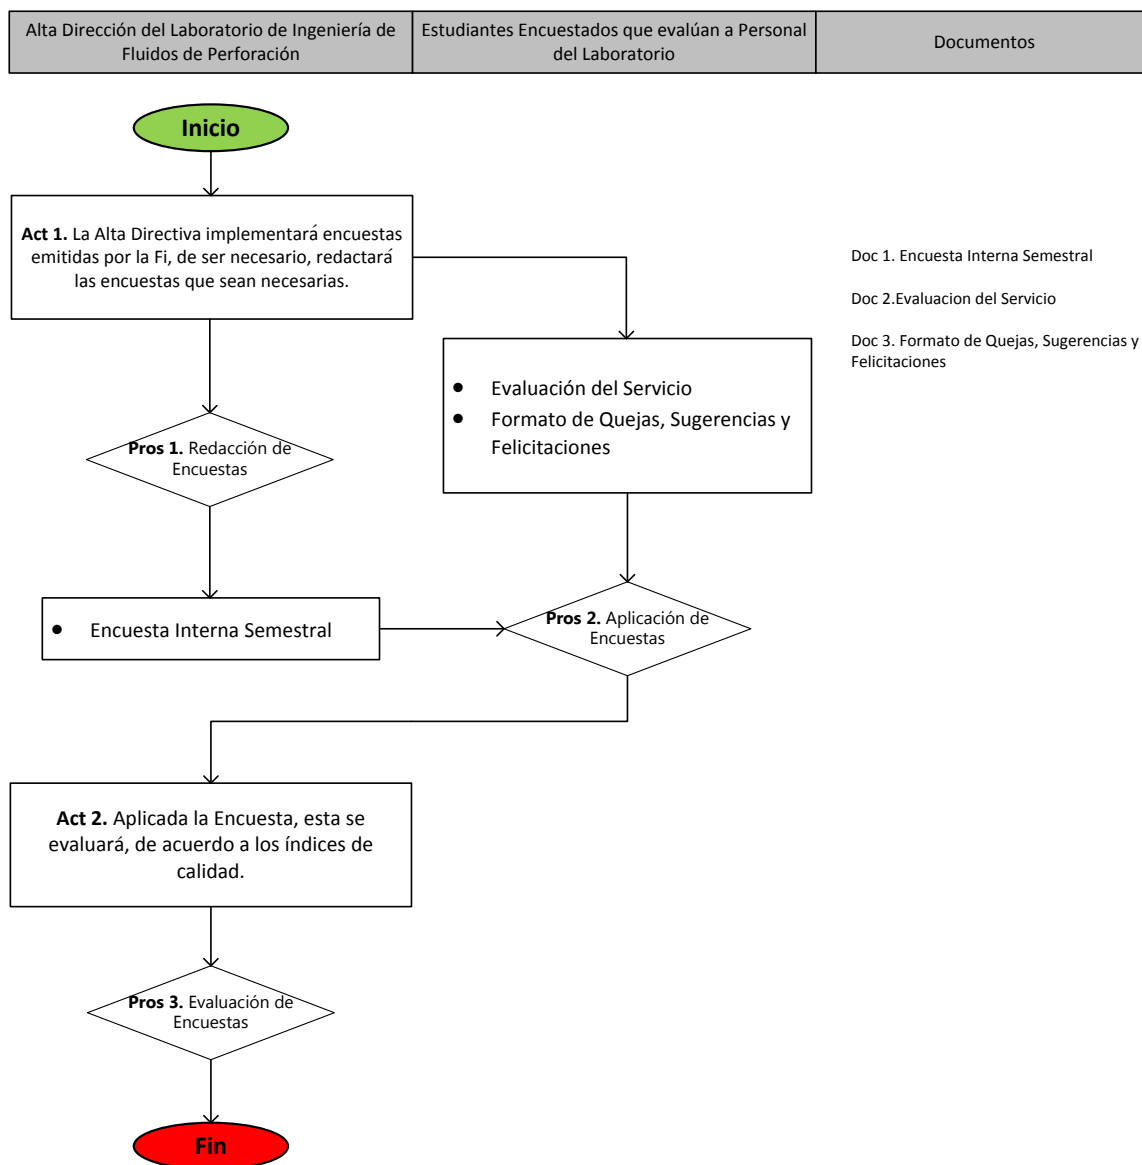 Alta Dirección del Laboratorio de Ingeniería de
Fluidos de Perforación
Estudiantes Encuestados que evalúan a Personal
del Laboratorio
Documentos
Inicio
Act 1. La Alta Directiva implementará encuestas
emitidas por la Fi, de ser necesario, redactará
las encuestas que sean necesarias.
Doc 1. Encuesta Interna Semestral
Doc 2.Evaluacion del Servicio
Doc 3. Formato de Quejas, Sugerencias y
Felicitaciones
• Evaluación del Servicio
• Formato de Quejas, Sugerencias y
Felicitaciones
Pros 1. Redacción de
Encuestas
• Encuesta Interna Semestral
Pros 2. Aplicación de
Encuestas
Act 2. Aplicada la Encuesta, esta se
evaluará, de acuerdo a los índices de
calidad.
Pros 3. Evaluación de
Encuestas
Fin